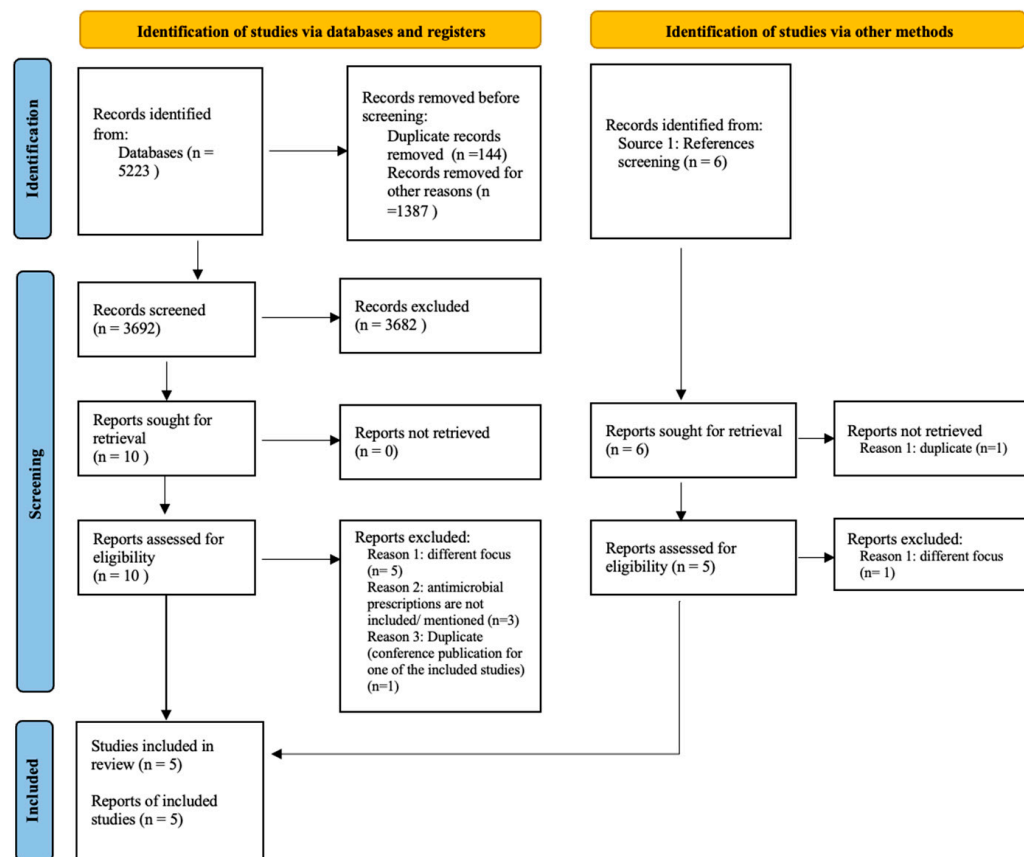 Identification of studies via databases and registers
Identification of studies via other methods
Identification
Records identified
from:
Databases (n =
5223 )
Records removed before
screening:
Duplicate records
removed  (n =144)
Records removed for
other reasons (n
=1387 )
Records identified from:
Source 1: References
screening (n = 6)
Screening
Records screened
(n = 3692)
Records excluded
(n = 3682 )
Reports sought for
retrieval
(n = 10 )
Reports not retrieved
(n = 0)
Reports sought for retrieval
(n = 6)
Reports not retrieved
Reason 1: duplicate (n=1)
Reports assessed for
eligibility
(n = 10 )
Reports excluded:
Reason 1: different focus
(n= 5)
Reason 2: antimicrobial
prescriptions are not
included/ mentioned (n=3)
Reason 3: Duplicate
(conference publication for
one of the included studies)
(n=1)
Reports assessed for
eligibility (n = 5)
Reports excluded:
Reason 1: different focus
(n= 1)
Included
Studies included in
review (n = 5)
Reports of included
studies (n = 5)